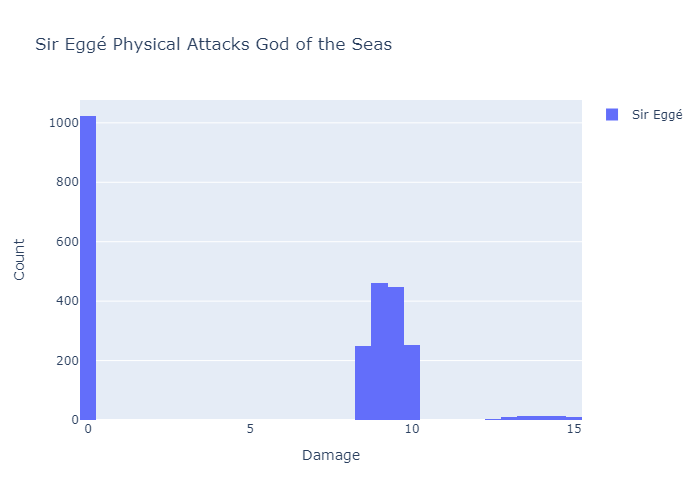 Sir Eggé Physical Attacks God of the Seas
Sir Eggé
1000
800
600
400
200
0
Count
0 5 10 15
Damage